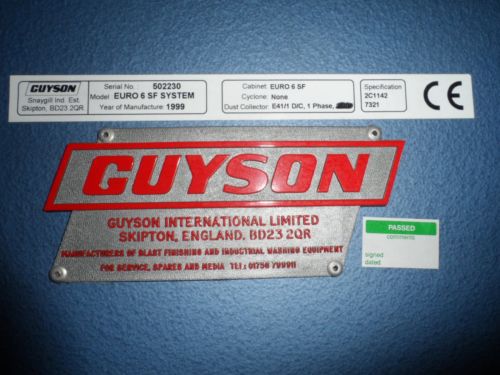 GUYSON
Snaygill Ind. Est.
Skipton, BD23 2QR
Serial No. 502230
Model EURO 6 SF SYSTEM
Year of Manufacture: 1999
Cabinet: EURO 6 SF
Cyclone: None
Dust Collector: E41/1 D/C, 1 Phase,
Specification
2C1142
7321
CE
GUYSON
GUYSON INTERNATIONAL LIMITED
SKIPTON, ENGLAND, BD23 2QR
MANUFACTURERS OF BLAST FINISHING AND INDUSTRIAL WASHING EQUIPMENT
FOR SERVICE, SPARES AND MEDIA TEL: 01756 799911
PASSED
comments
signed
dated